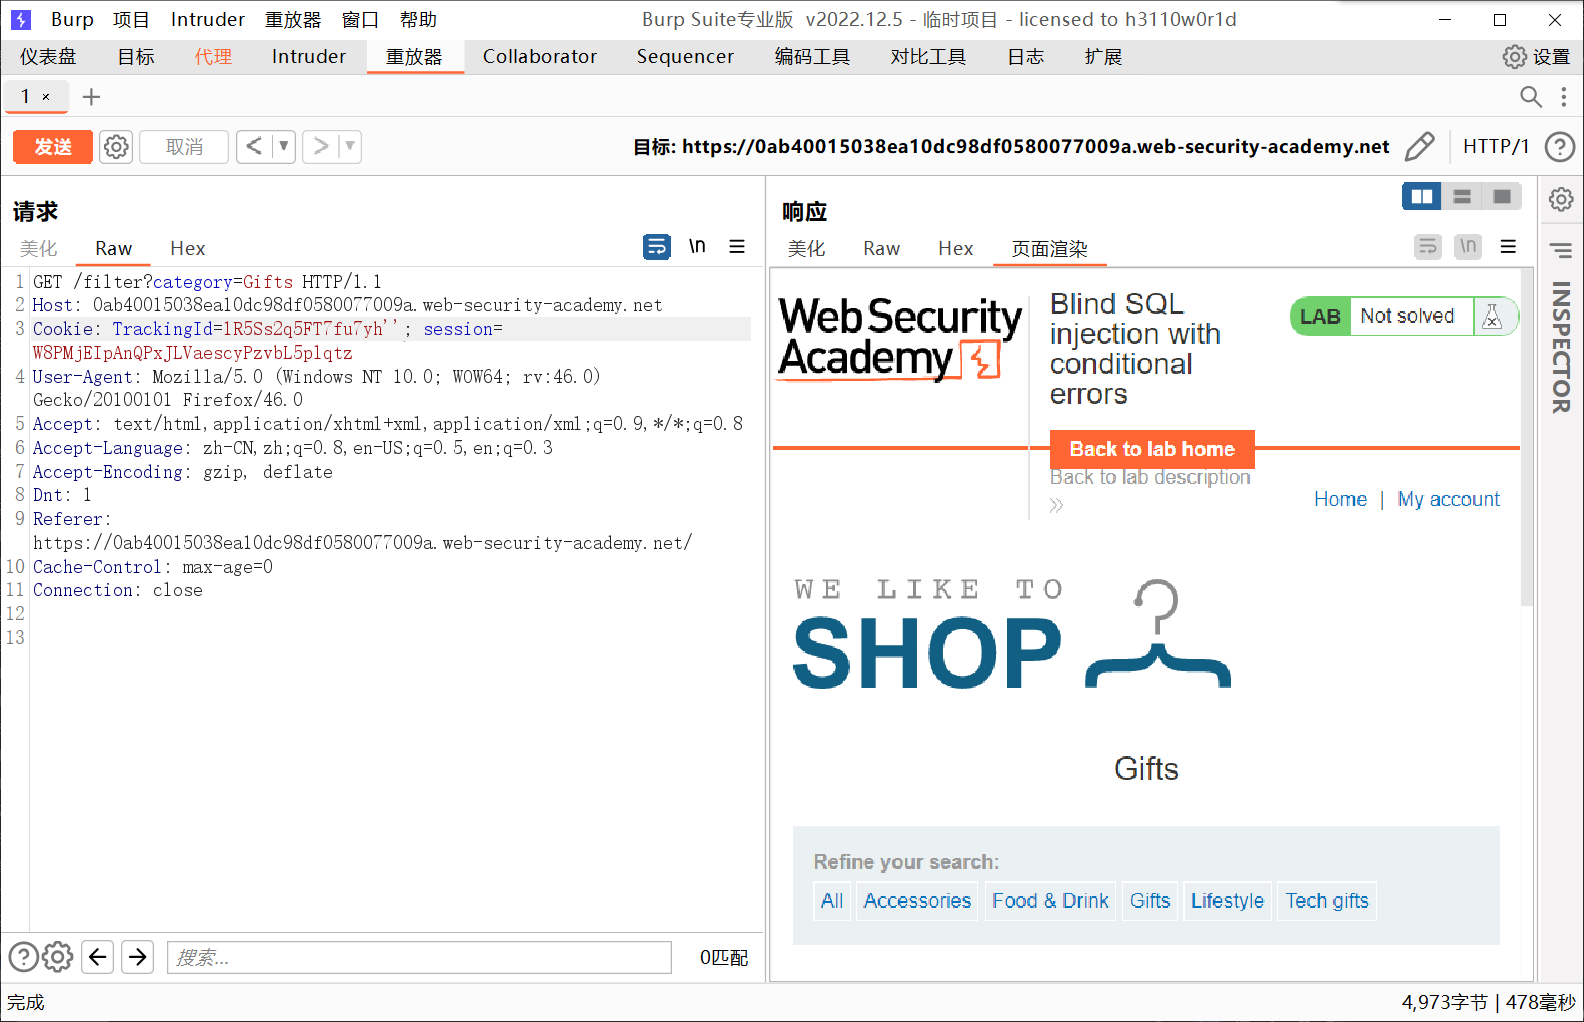 Burp 项目 Intruder 重放器 窗口 帮助 Burp Suite专业版 v2022.12.5 - 临时项目 - licensed to h3110w0r1d
仪表盘 目标 代理 Intruder 重放器 Collaborator Sequencer 编码工具 对比工具 日志 扩展 设置
1 × +
发送 取消 < ▼ > ▼ 目标: https://0ab40015038ea10dc98df0580077009a.web-security-academy.net HTTP/1 ?
请求
美化 Raw Hex \n
1 GET /filter?category=Gifts HTTP/1.1
2 Host: 0ab40015038ea10dc98df0580077009a.web-security-academy.net
3 Cookie: TrackingId=1R5Ss2q5FT7fu7yh''; session=
W8PMjEIpAnQPxJLVaescyPzvbL5plqtz
4 User-Agent: Mozilla/5.0 (Windows NT 10.0; WOW64; rv:46.0)
Gecko/20100101 Firefox/46.0
5 Accept: text/html,application/xhtml+xml,application/xml;q=0.9,*/*;q=0.8
6 Accept-Language: zh-CN,zh;q=0.8,en-US;q=0.5,en;q=0.3
7 Accept-Encoding: gzip, deflate
8 Dnt: 1
9 Referer:
https://0ab40015038ea10dc98df0580077009a.web-security-academy.net/
10 Cache-Control: max-age=0
11 Connection: close
12
13
? 搜索... 0匹配
响应
美化 Raw Hex 页面渲染 \n
Web Security
Academy
Blind SQL
injection with
conditional
errors
LAB Not solved
Back to lab home
Back to lab description
»
Home | My account
WE LIKE TO
SHOP
Gifts
Refine your search:
All Accessories Food & Drink Gifts Lifestyle Tech gifts
INSPECTOR
完成 4,973字节 | 478毫秒